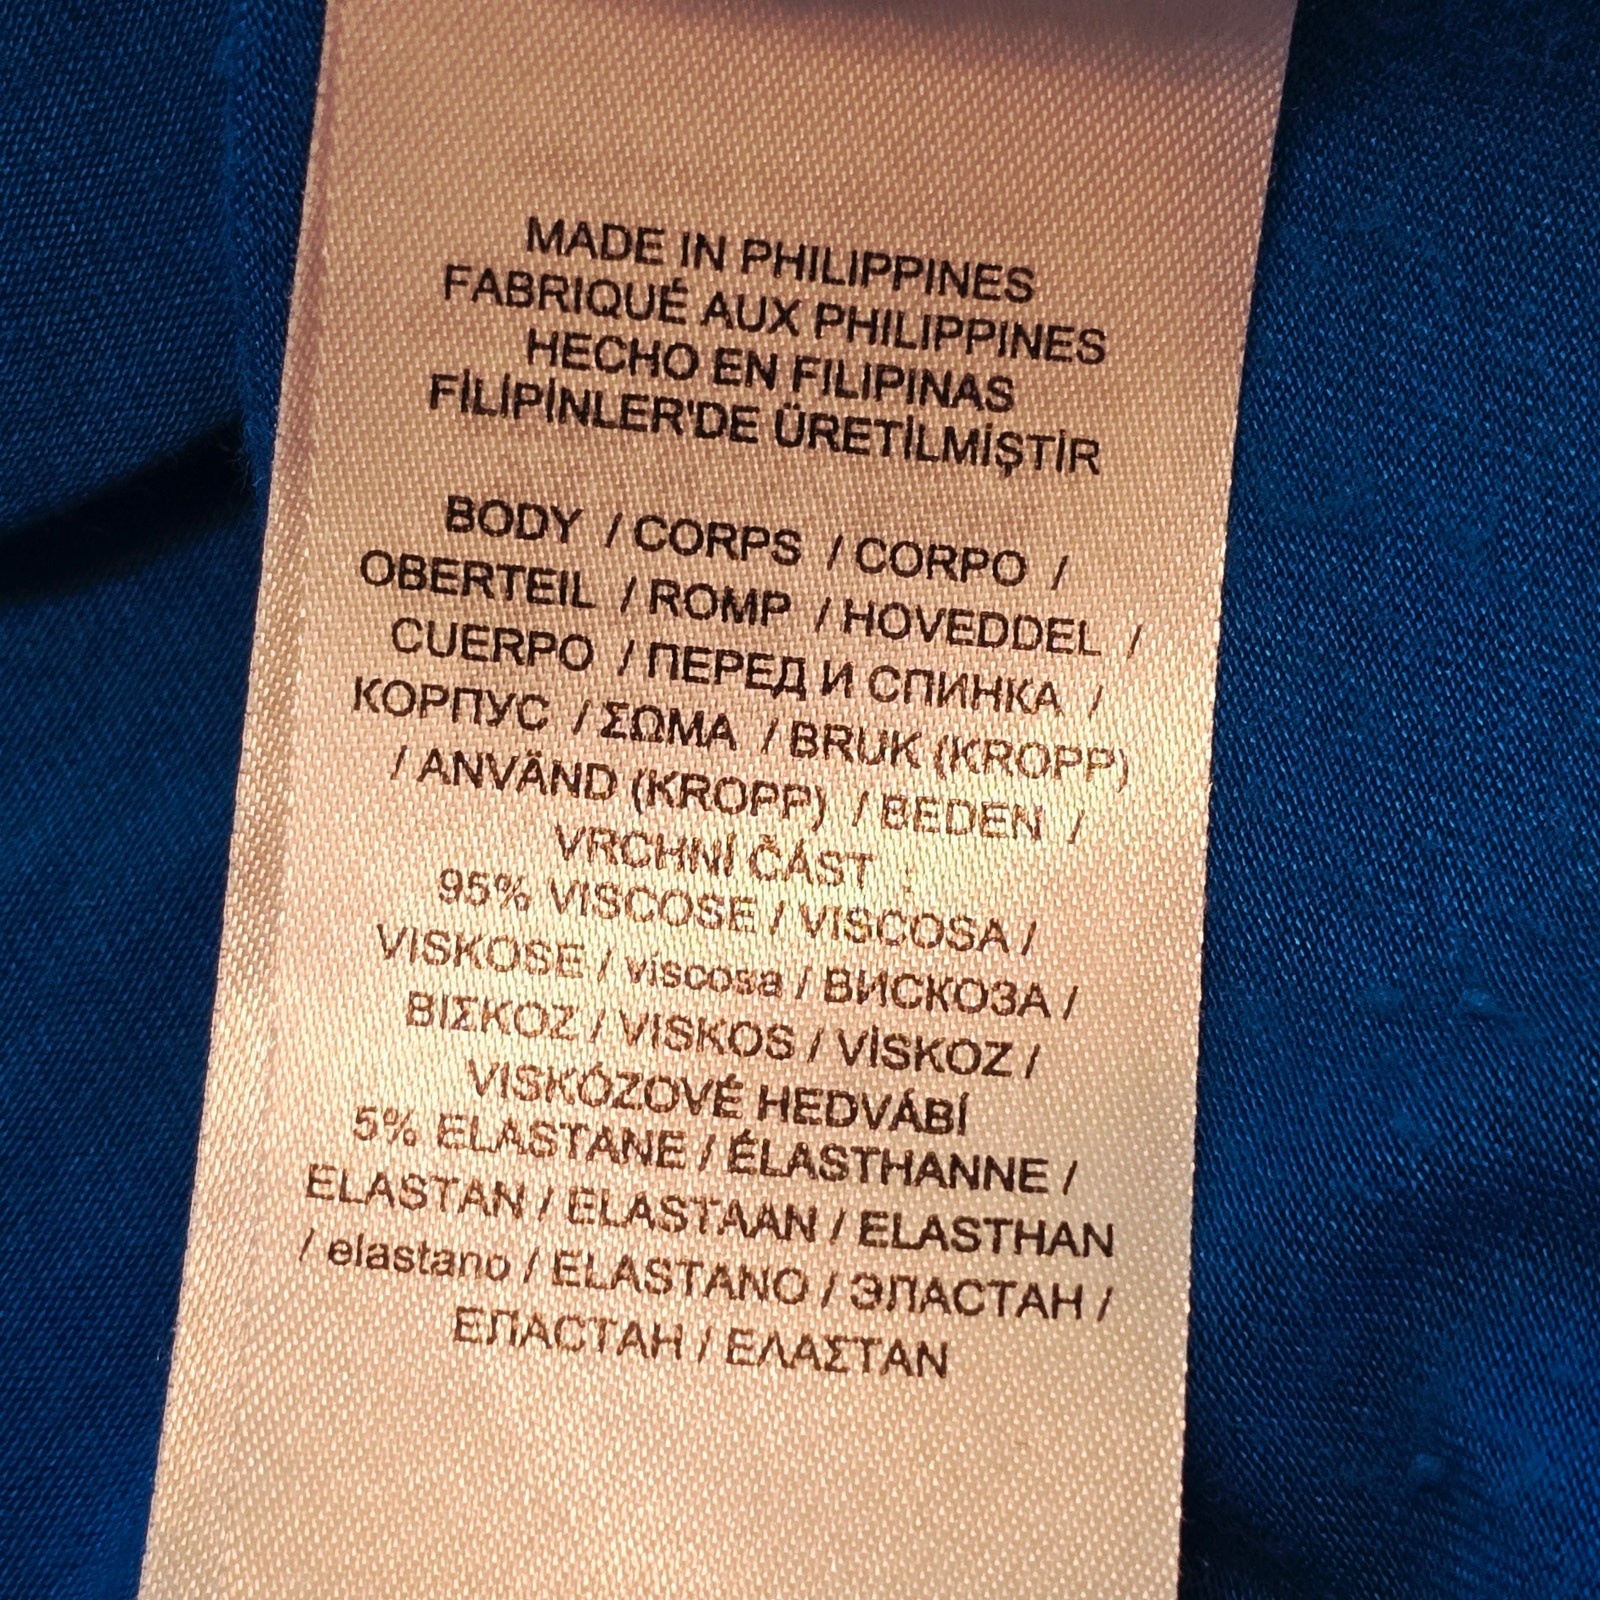 MADE IN PHILIPPINES
FABRIQUÉ AUX PHILIPPINES
HECHO EN FILIPINAS
FİLİPİNLER'DE ÜRETİLMİŞTİR
BODY / CORPS / CORPO /
OBERTEIL / ROMP / HOVEDDEL /
CUERPO / ПЕРЕД И СПИНКА /
КОРПУС / ΣΩΜΑ / BRUK (KROPP)
/ ANVÄND (KROPP) / BEDEN /
VRCHNÍ ČÁST :
95% VISCOSE / VISCOSA /
VISKOSE / viscosa / ВИСКОЗА /
ΒΙΣΚΟΖ / VISKOS / VİSKOZ /
VISKÓZOVÉ HEDVÁBÍ
5% ELASTANE / ÉLASTHANNE /
ELASTAN / ELASTAAN / ELASTHAN
/ elastano / ELASTANO / ЭЛАСТАН /
ЕЛАСТАН / ΕΛΑΣΤΑΝ